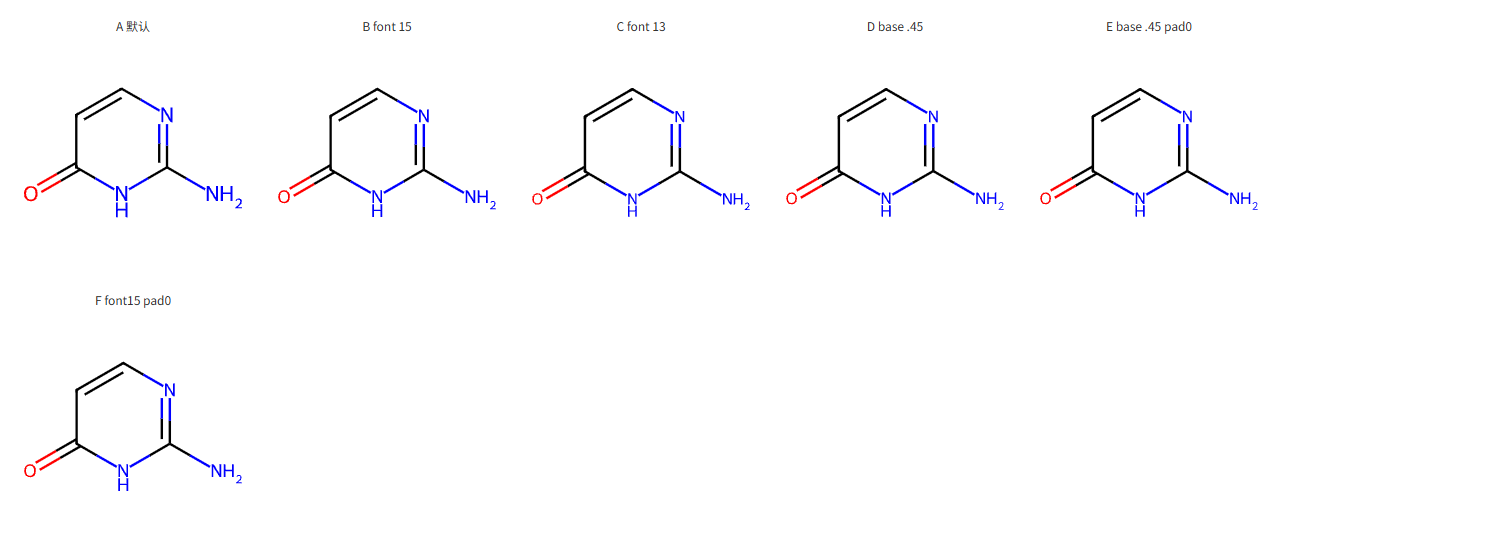 A 默认
B font 15
C font 13
D base .45
E base .45 pad0
N
O
N
H
NH2
N
O
N
H
NH2
N
O
N
H
NH2
N
O
N
H
NH2
N
O
N
H
NH2
F font15 pad0
N
O
N
H
NH2